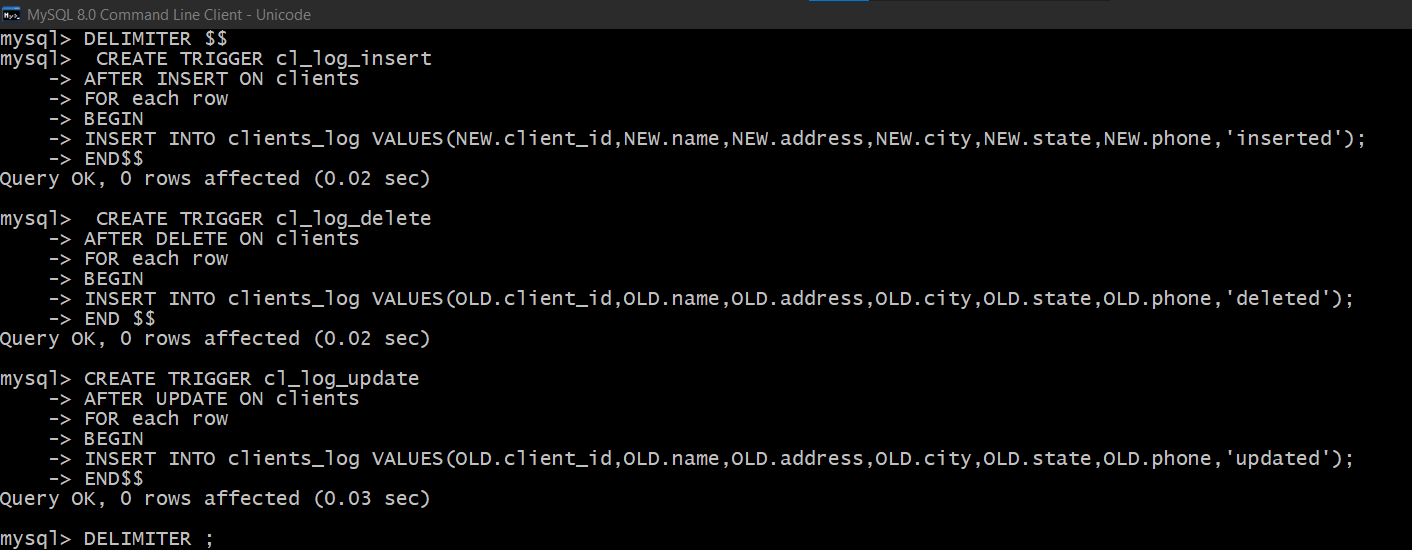 MySQL 8.0 Command Line Client - Unicode
mysql> DELIMITER $$
mysql>  CREATE TRIGGER cl_log_insert
    -> AFTER INSERT ON clients
    -> FOR each row
    -> BEGIN
    -> INSERT INTO clients_log VALUES(NEW.client_id,NEW.name,NEW.address,NEW.city,NEW.state,NEW.phone,'inserted');
    -> END$$
Query OK, 0 rows affected (0.02 sec)

mysql>  CREATE TRIGGER cl_log_delete
    -> AFTER DELETE ON clients
    -> FOR each row
    -> BEGIN
    -> INSERT INTO clients_log VALUES(OLD.client_id,OLD.name,OLD.address,OLD.city,OLD.state,OLD.phone,'deleted');
    -> END $$
Query OK, 0 rows affected (0.02 sec)

mysql> CREATE TRIGGER cl_log_update
    -> AFTER UPDATE ON clients
    -> FOR each row
    -> BEGIN
    -> INSERT INTO clients_log VALUES(OLD.client_id,OLD.name,OLD.address,OLD.city,OLD.state,OLD.phone,'updated');
    -> END$$
Query OK, 0 rows affected (0.03 sec)

mysql> DELIMITER ;